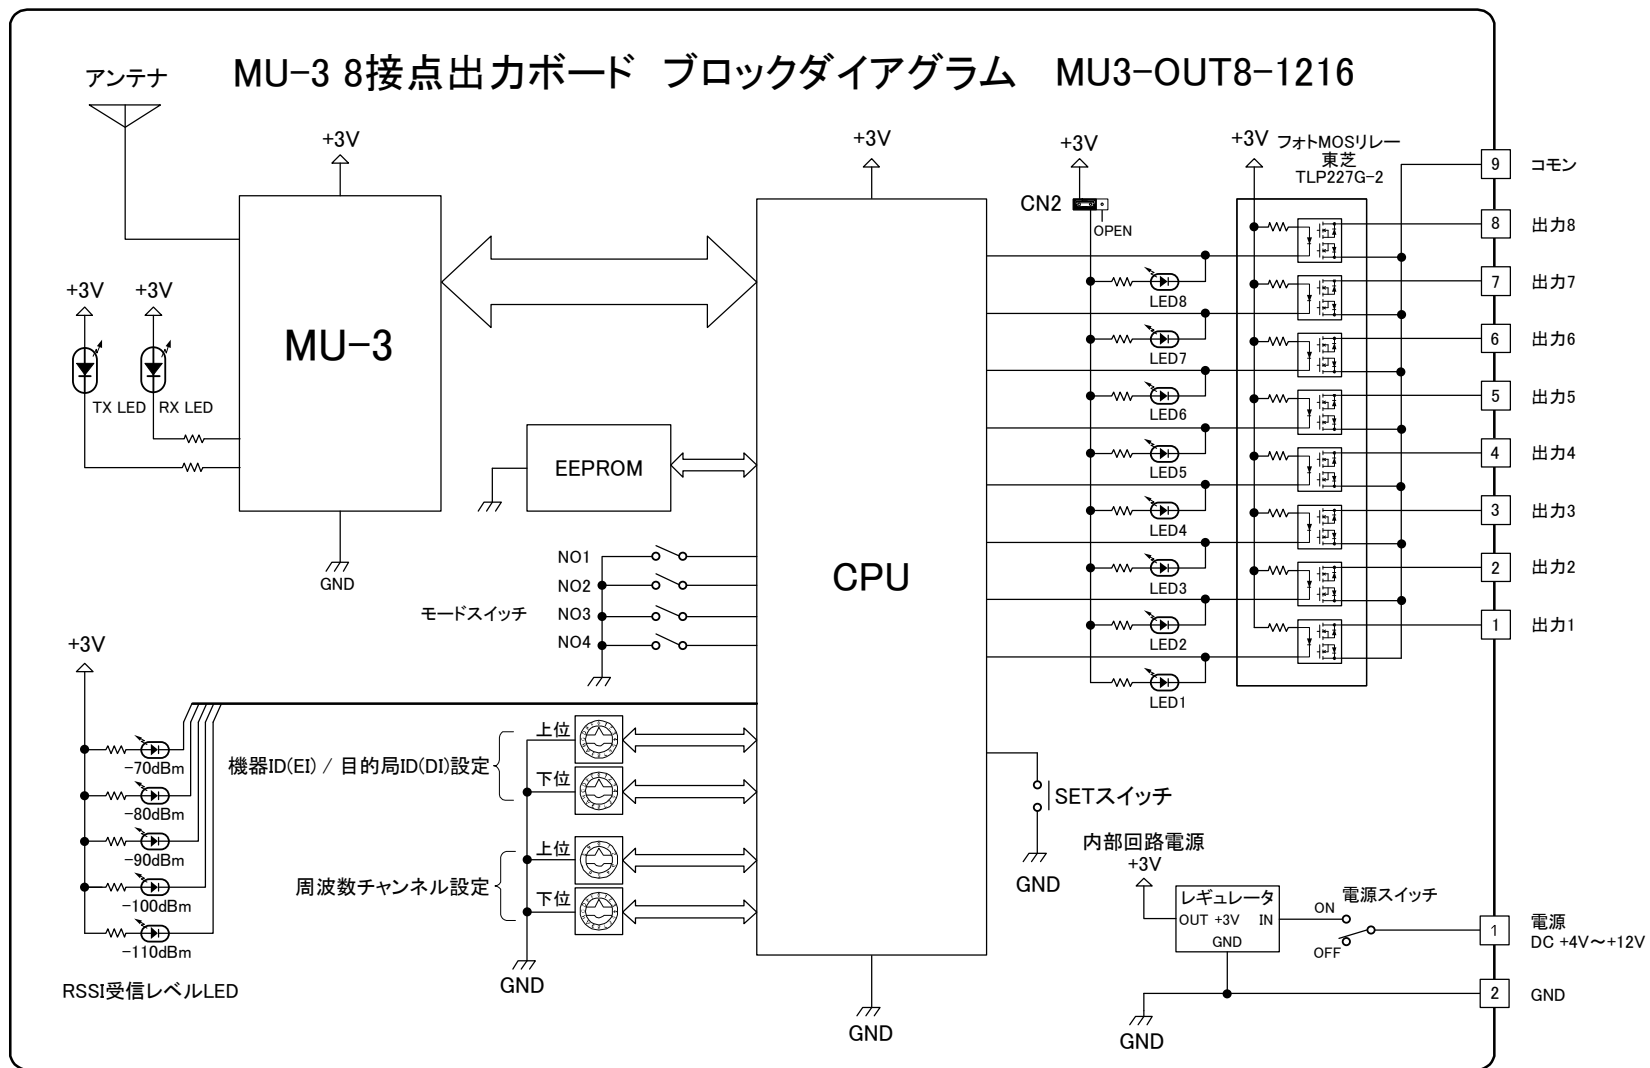 MU-3 8接点出力ボード ブロックダイアグラム MU3-OUT8-1216
アンテナ
+3V
+3V
+3V
+3V
フォトMOSリレー
東芝
TLP227G-2
9 コモン
CN2
OPEN
8 出力8
7 出力7
6 出力6
5 出力5
4 出力4
3 出力3
2 出力2
1 出力1
LED8
LED7
LED6
LED5
LED4
LED3
LED2
LED1
+3V
+3V
TX LED
RX LED
MU-3
GND
EEPROM
CPU
モードスイッチ
NO1
NO2
NO3
NO4
+3V
-70dBm
-80dBm
-90dBm
-100dBm
-110dBm
RSSI受信レベルLED
機器ID(EI) / 目的局ID(DI)設定
上位
下位
周波数チャンネル設定
上位
下位
GND
GND
SETスイッチ
GND
内部回路電源
+3V
レギュレータ
OUT +3V IN
GND
ON
OFF
電源スイッチ
1 電源
DC +4V～+12V
2 GND
GND